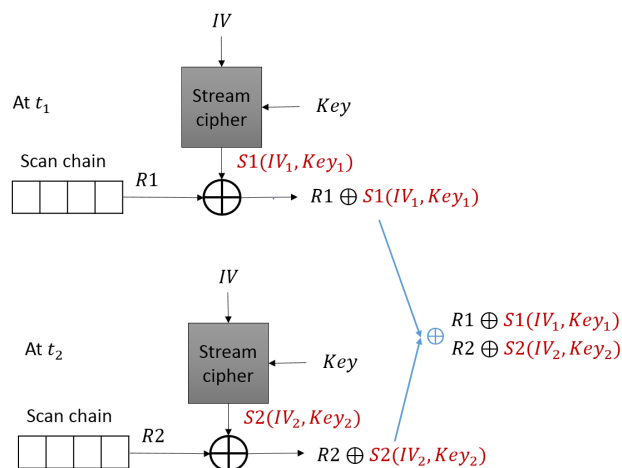 IV
At t₁
Stream
cipher
Key
Scan chain
R1
S1(IV₁, Key₁)
R1 ⊕ S1(IV₁, Key₁)
IV
R1 ⊕ S1(IV₁, Key₁)
⊕
R2 ⊕ S2(IV₂, Key₂)
At t₂
Stream
cipher
Key
Scan chain
R2
S2(IV₂, Key₂)
R2 ⊕ S2(IV₂, Key₂)